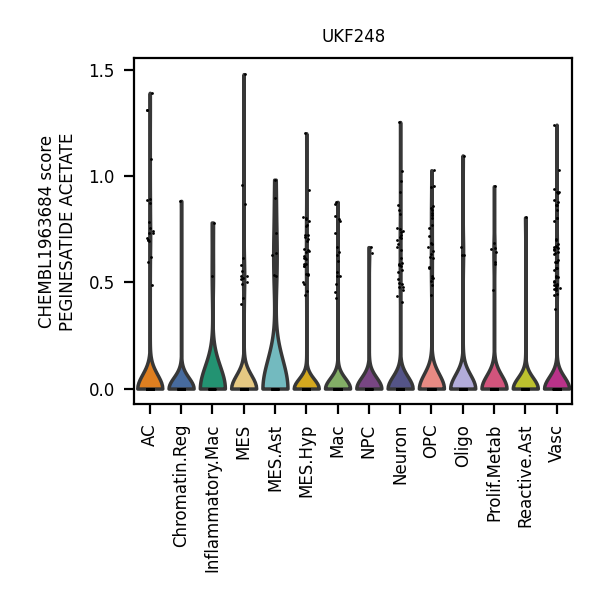 UKF248
CHEMBL1963684 score
PEGINESATIDE ACETATE
1.5
1.0
0.5
0.0
AC
Chromatin.Reg
Inflammatory.Mac
MES
MES.Ast
MES.Hyp
Mac
NPC
Neuron
OPC
Oligo
Prolif.Metab
Reactive.Ast
Vasc